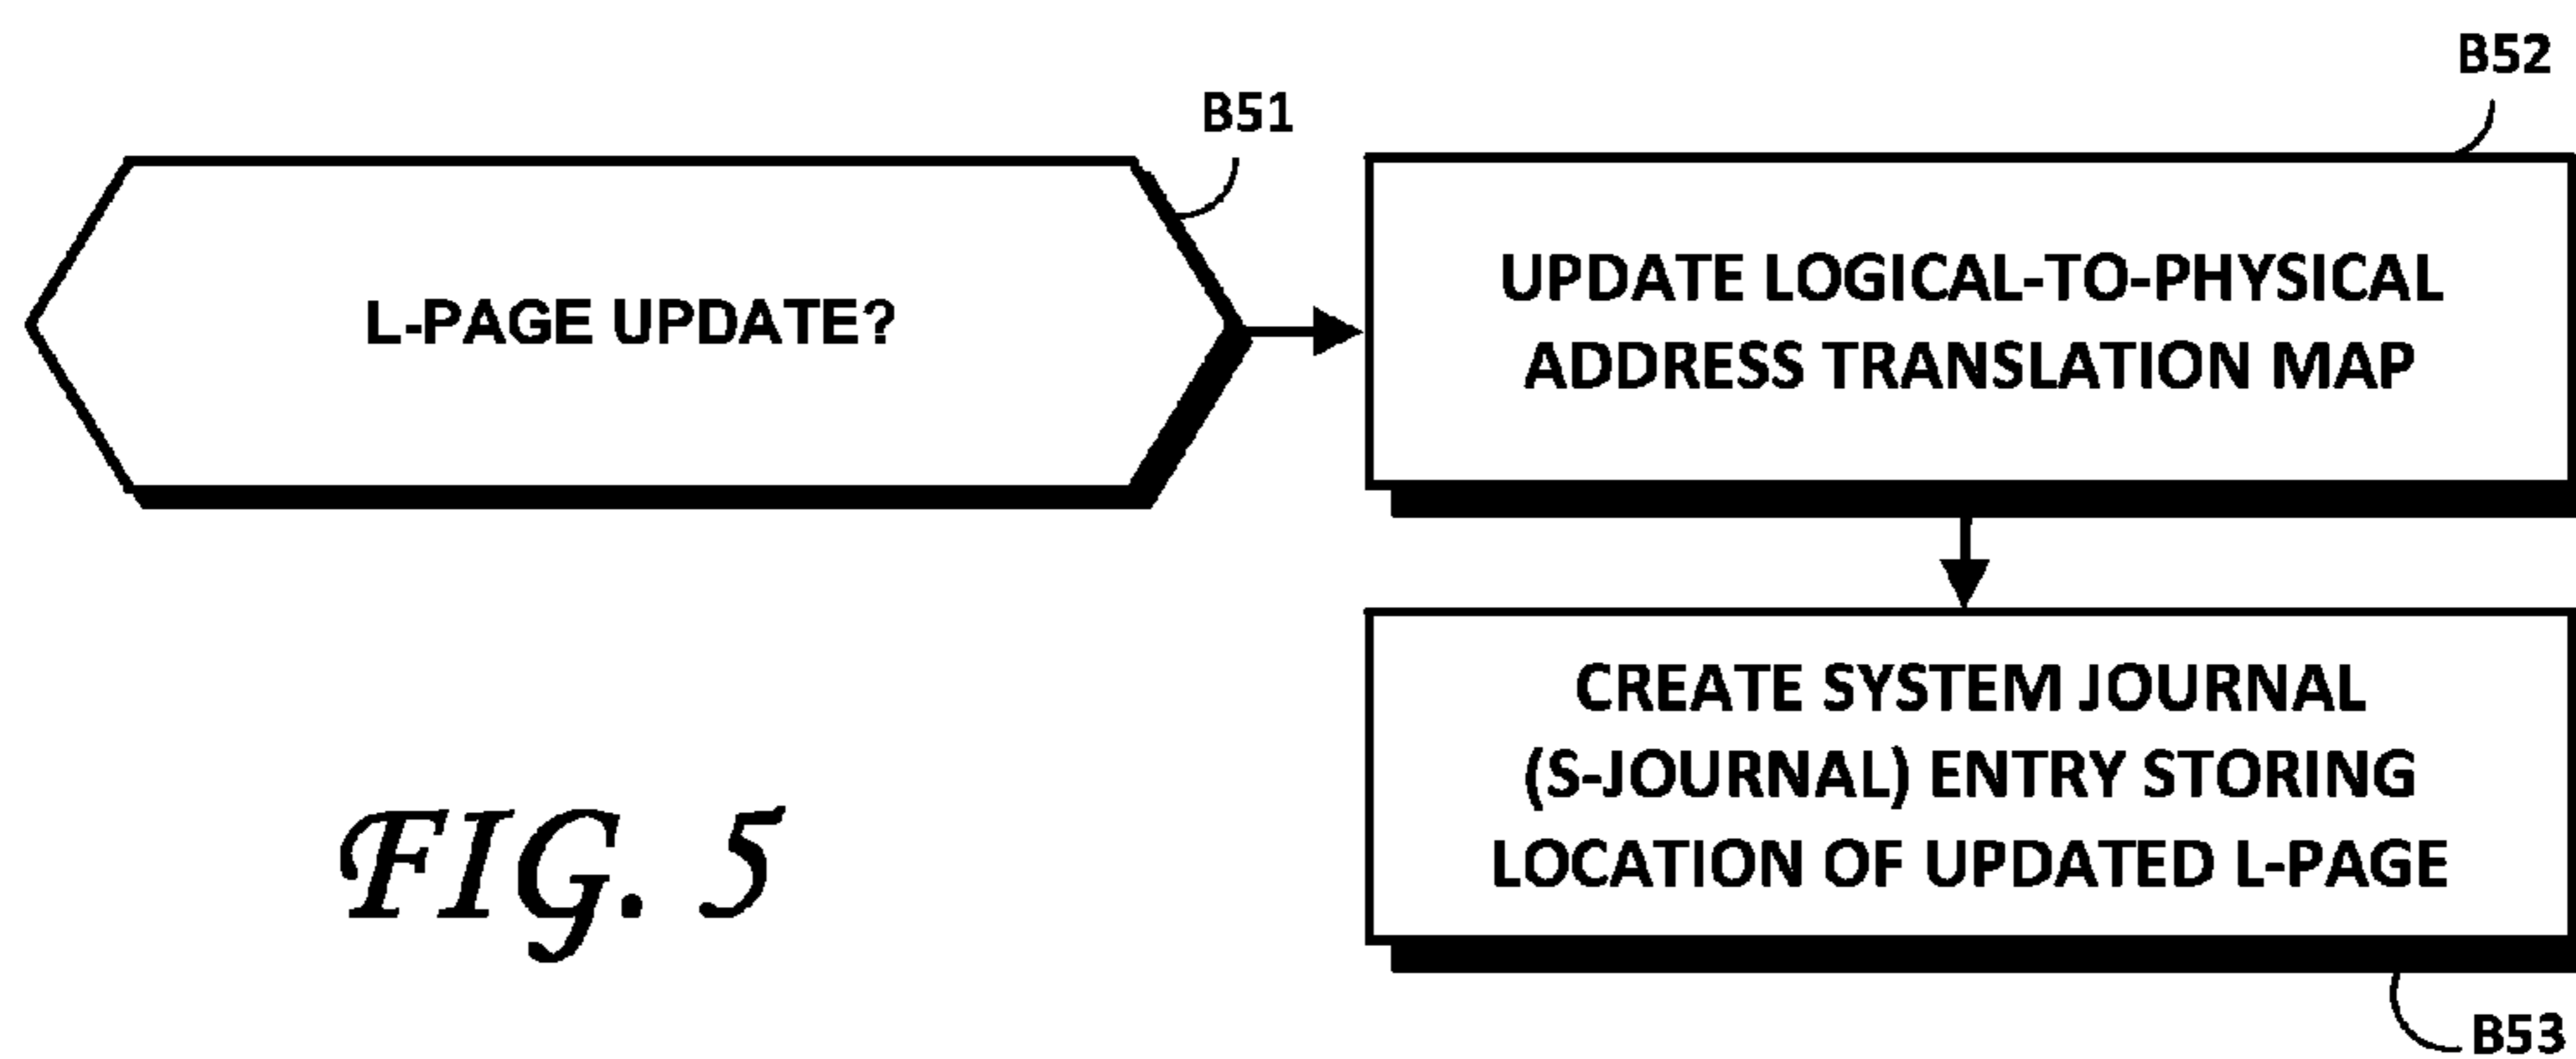 B51
B52
L-PAGE UPDATE?
UPDATE LOGICAL-TO-PHYSICAL
ADDRESS TRANSLATION MAP
CREATE SYSTEM JOURNAL
(S-JOURNAL) ENTRY STORING
LOCATION OF UPDATED L-PAGE
B53
FIG. 5